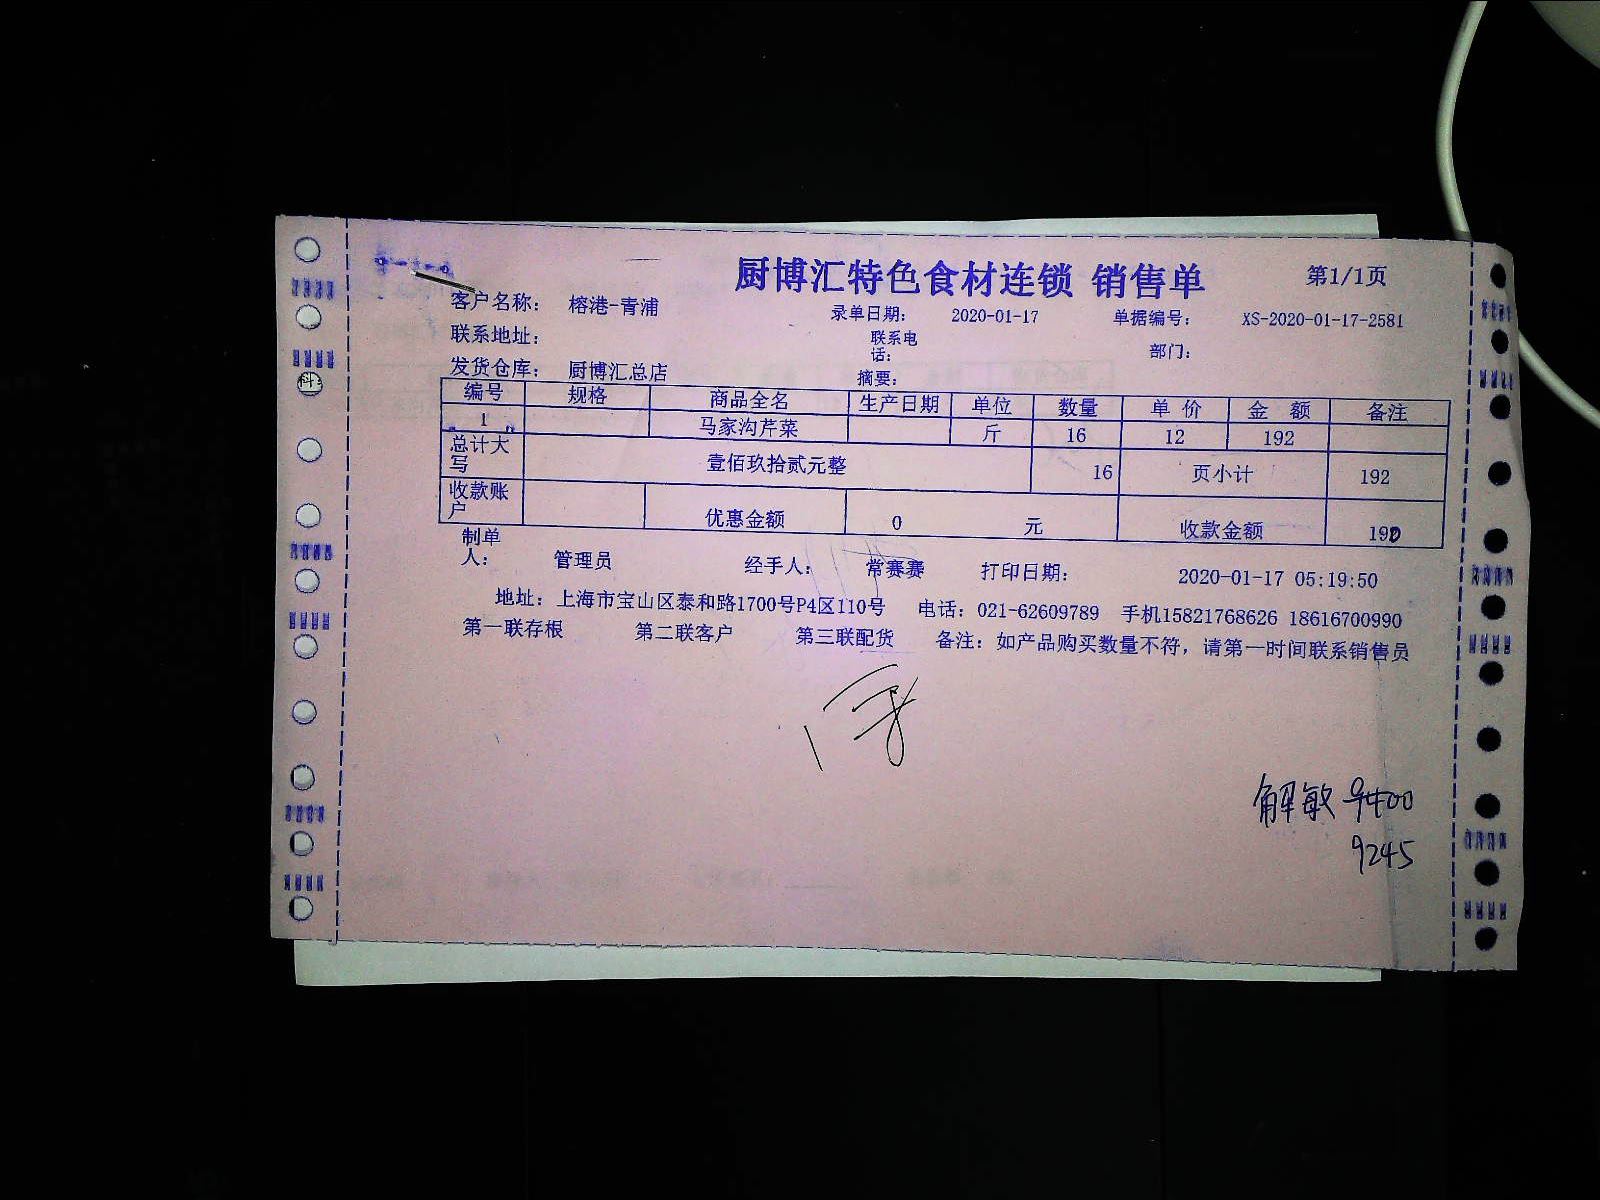 厨博汇特色食材连锁 销售单 第1/1页
客户名称: 榕港-青浦 录单日期: 2020-01-17 单据编号: XS-2020-01-17-2581
联系地址: 联系电话: 部门:
发货仓库: 厨博汇总店 摘要:
编号 规格 商品全名 生产日期 单位 数量 单价 金额 备注
1 马家沟芹菜 斤 16 12 192
总计大写 壹佰玖拾贰元整 16 页小计 192
收款账户 优惠金额 0 元 收款金额 192
制单人: 管理员 经手人: 常赛赛 打印日期: 2020-01-17 05:19:50
地址: 上海市宝山区泰和路1700号P4区110号 电话: 021-62609789 手机15821768626 18616700990
第一联存根 第二联客户 第三联配货 备注: 如产品购买数量不符, 请第一时间联系销售员
解敏 9400
9245